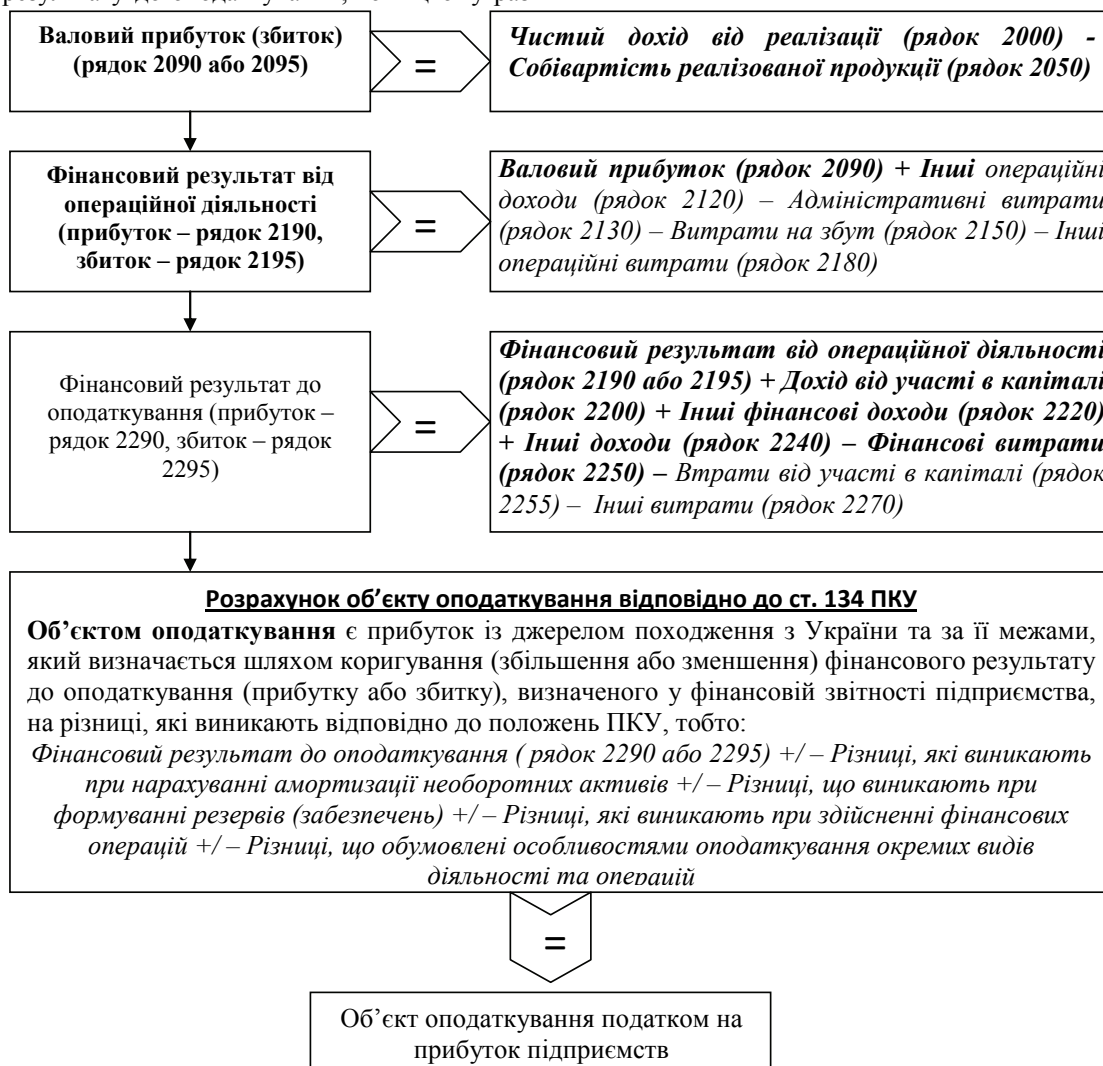 Валовий прибуток (збиток)
(рядок 2090 або 2095)
=
Чистий дохід від реалізації (рядок 2000) -
Собівартість реалізованої продукції (рядок 2050)
Фінансовий результат від
операційної діяльності
(прибуток – рядок 2190,
збиток – рядок 2195)
=
Валовий прибуток (рядок 2090) + Інші операційні
доходи (рядок 2120) – Адміністративні витрати
(рядок 2130) – Витрати на збут (рядок 2150) – Інші
операційні витрати (рядок 2180)
Фінансовий результат до
оподаткування (прибуток –
рядок 2290, збиток – рядок
2295)
=
Фінансовий результат від операційної діяльності
(рядок 2190 або 2195) + Дохід від участі в капіталі
(рядок 2200) + Інші фінансові доходи (рядок 2220)
+ Інші доходи (рядок 2240) – Фінансові витрати
(рядок 2250) – Втрати від участі в капіталі (рядок
2255) – Інші витрати (рядок 2270)
Розрахунок об’єкту оподаткування відповідно до ст. 134 ПКУ
Об’єктом оподаткування є прибуток із джерелом походження з України та за її межами,
який визначається шляхом коригування (збільшення або зменшення) фінансового результату
до оподаткування (прибутку або збитку), визначеного у фінансовій звітності підприємства,
на різниці, які виникають відповідно до положень ПКУ, тобто:
Фінансовий результат до оподаткування ( рядок 2290 або 2295) +/ – Різниці, які виникають
при нарахуванні амортизації необоротних активів +/ – Різниці, що виникають при
формуванні резервів (забезпечень) +/ – Різниці, які виникають при здійсненні фінансових
операцій +/ – Різниці, що обумовлені особливостями оподаткування окремих видів
діяльності та операцій
=
Об’єкт оподаткування податком на
прибуток підприємств